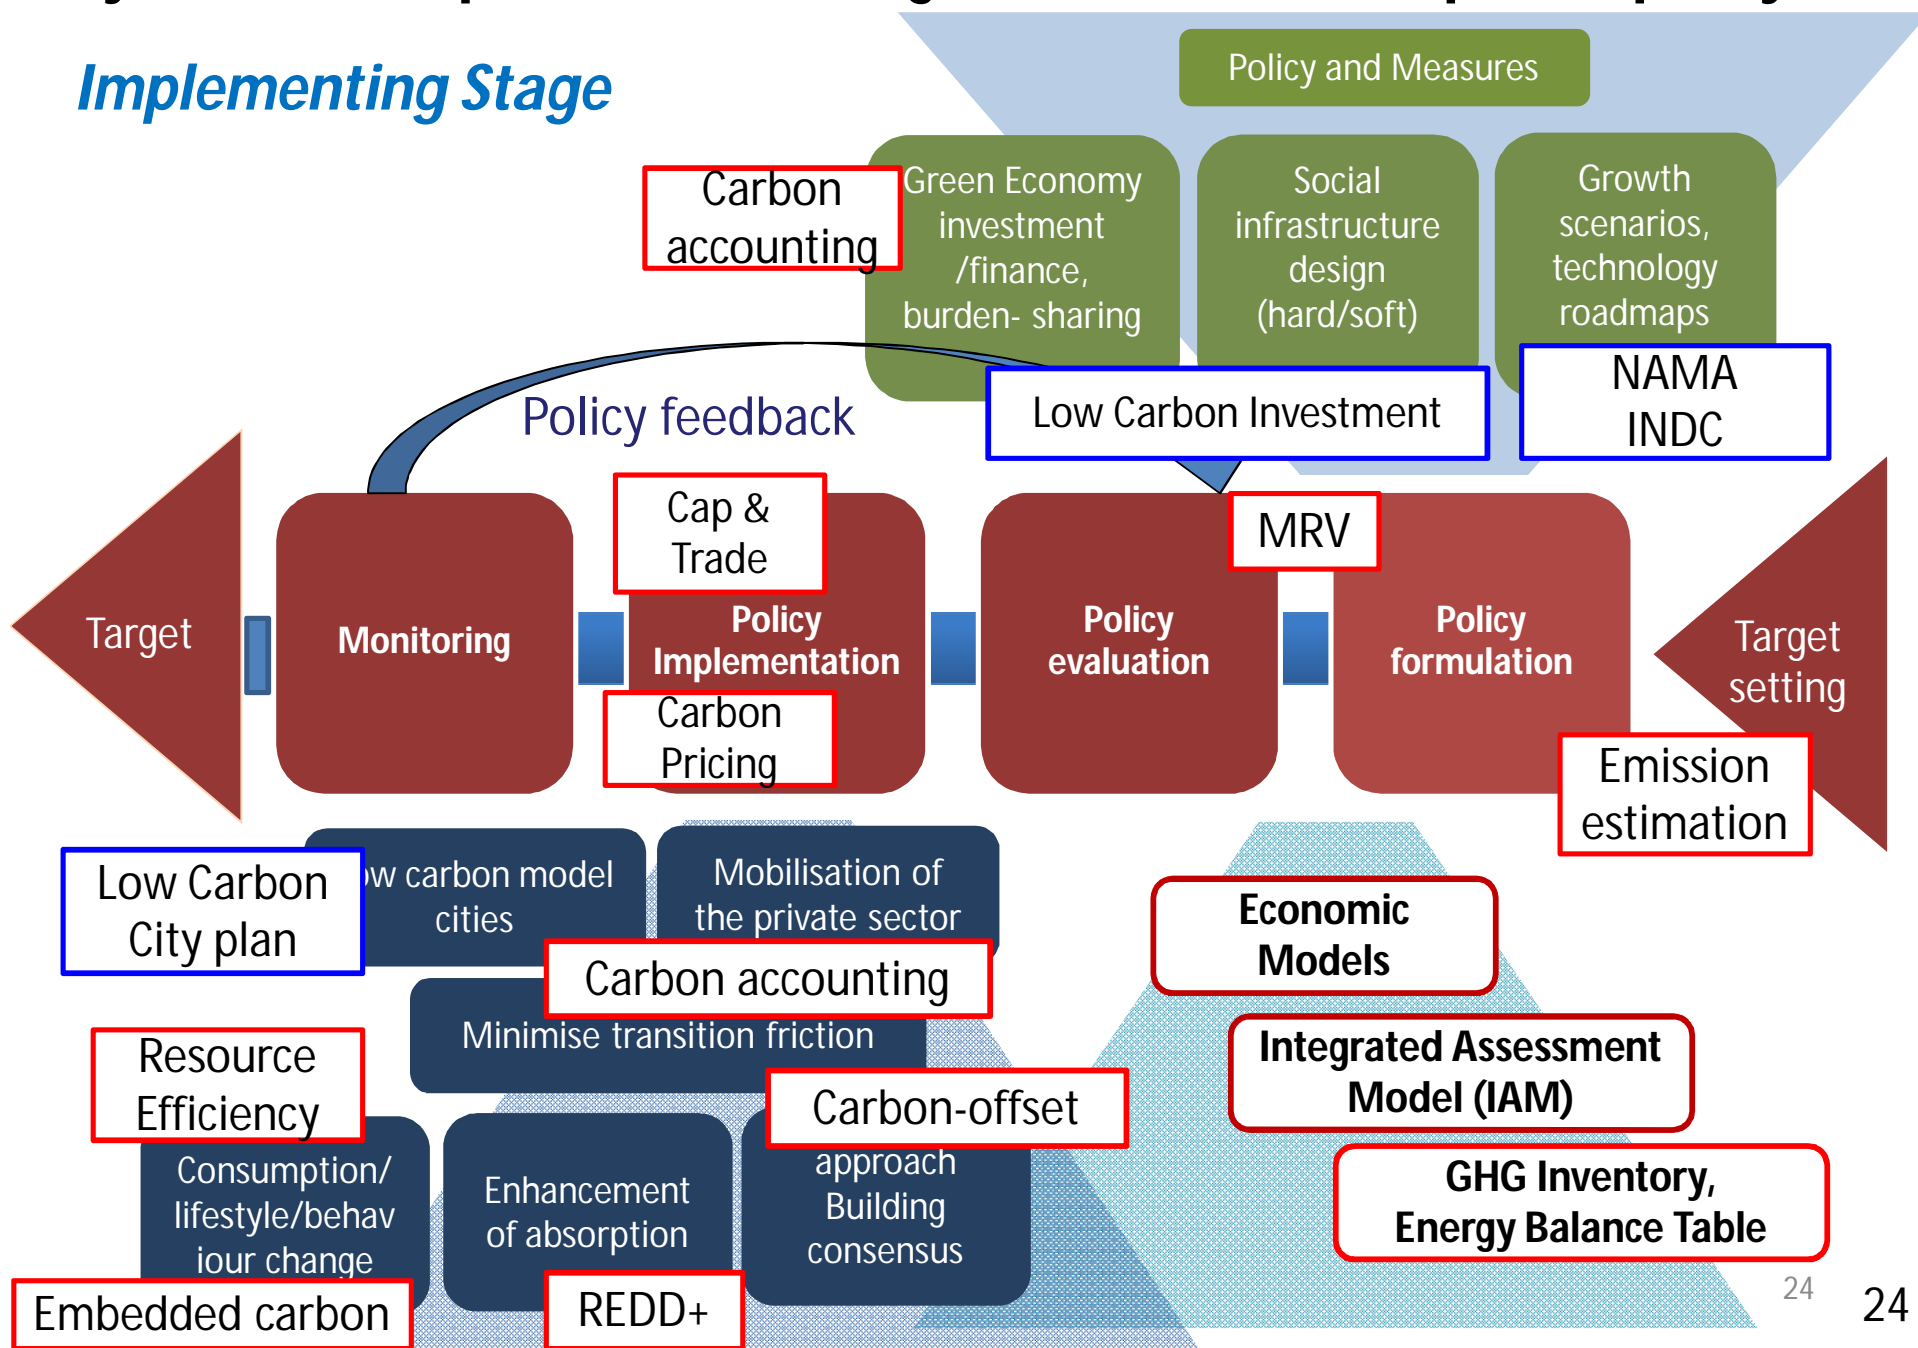 Implementing Stage
Policy and Measures
Carbon
accounting
Green Economy
investment
/finance,
burden- sharing
Social
infrastructure
design
(hard/soft)
Growth
scenarios,
technology
roadmaps
NAMA
INDC
Low Carbon Investment
Policy feedback
Cap &
Trade
MRV
Target
Monitoring
Policy
Implementation
Policy
evaluation
Policy
formulation
Target
setting
Carbon
Pricing
Emission
estimation
Low Carbon
City plan
carbon model
cities
Mobilisation of
the private sector
Carbon accounting
Minimise transition friction
Resource
Efficiency
Carbon-offset
Consumption/
lifestyle/behav
iour change
Enhancement
of absorption
approach
Building
consensus
Embedded carbon
REDD+
Economic
Models
Integrated Assessment
Model (IAM)
GHG Inventory,
Energy Balance Table
24
24